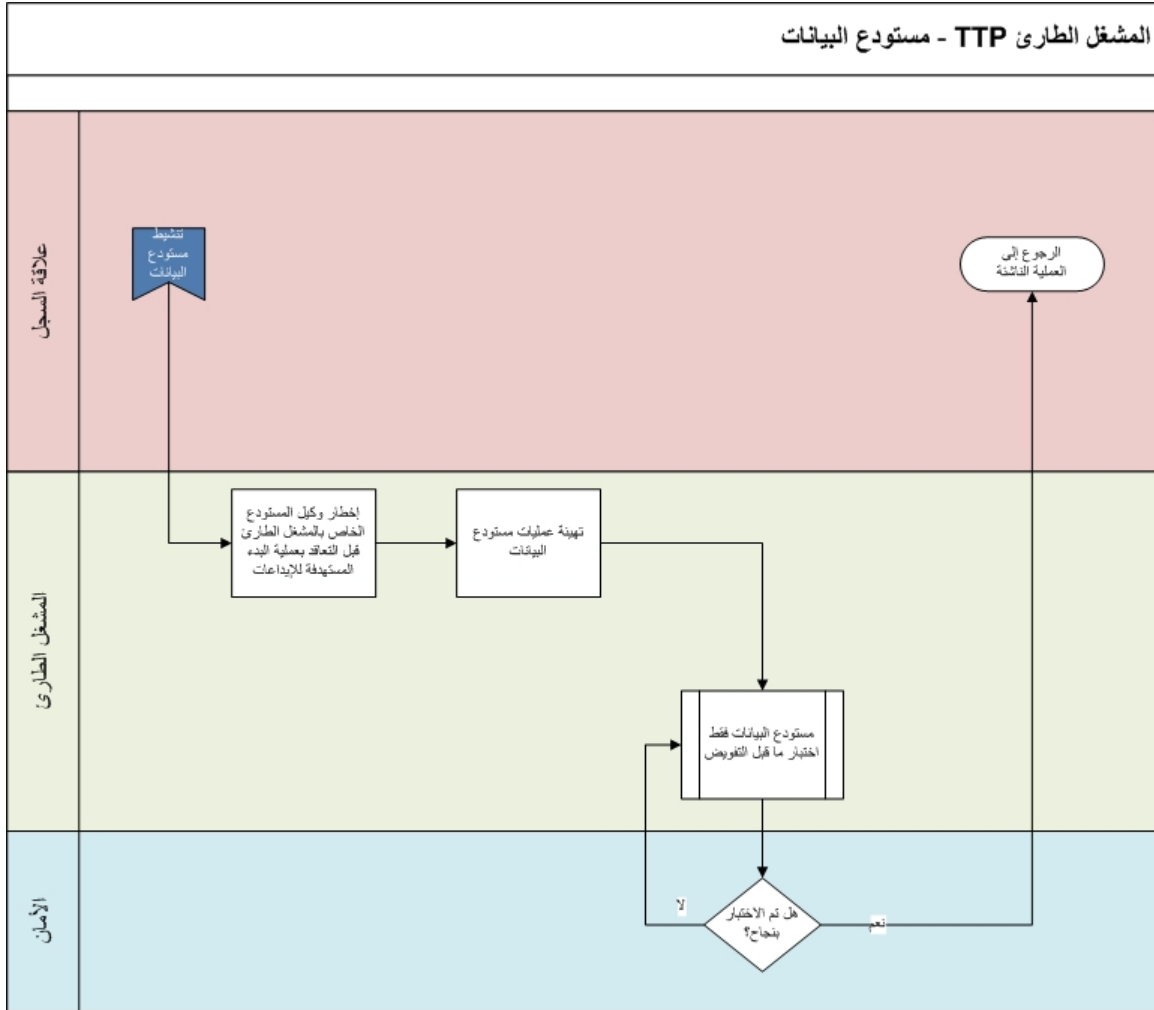 المشغل الطارئ TTP - مستودع البيانات
علاقة السجل
تنشيط
مستودع
البيانات
الرجوع إلى
العملية الناشئة
المشغل الطارئ
إخطار وكيل المستودع
الخاص بالمشغل الطارئ
قبل التعاقد بعملية البدء
المستهدفة للإيداعات
تهيئة عمليات مستودع
البيانات
مستودع البيانات فقط
اختبار ما قبل التفويض
الأمان
هل تم الاختبار
بنجاح؟
لا
نعم